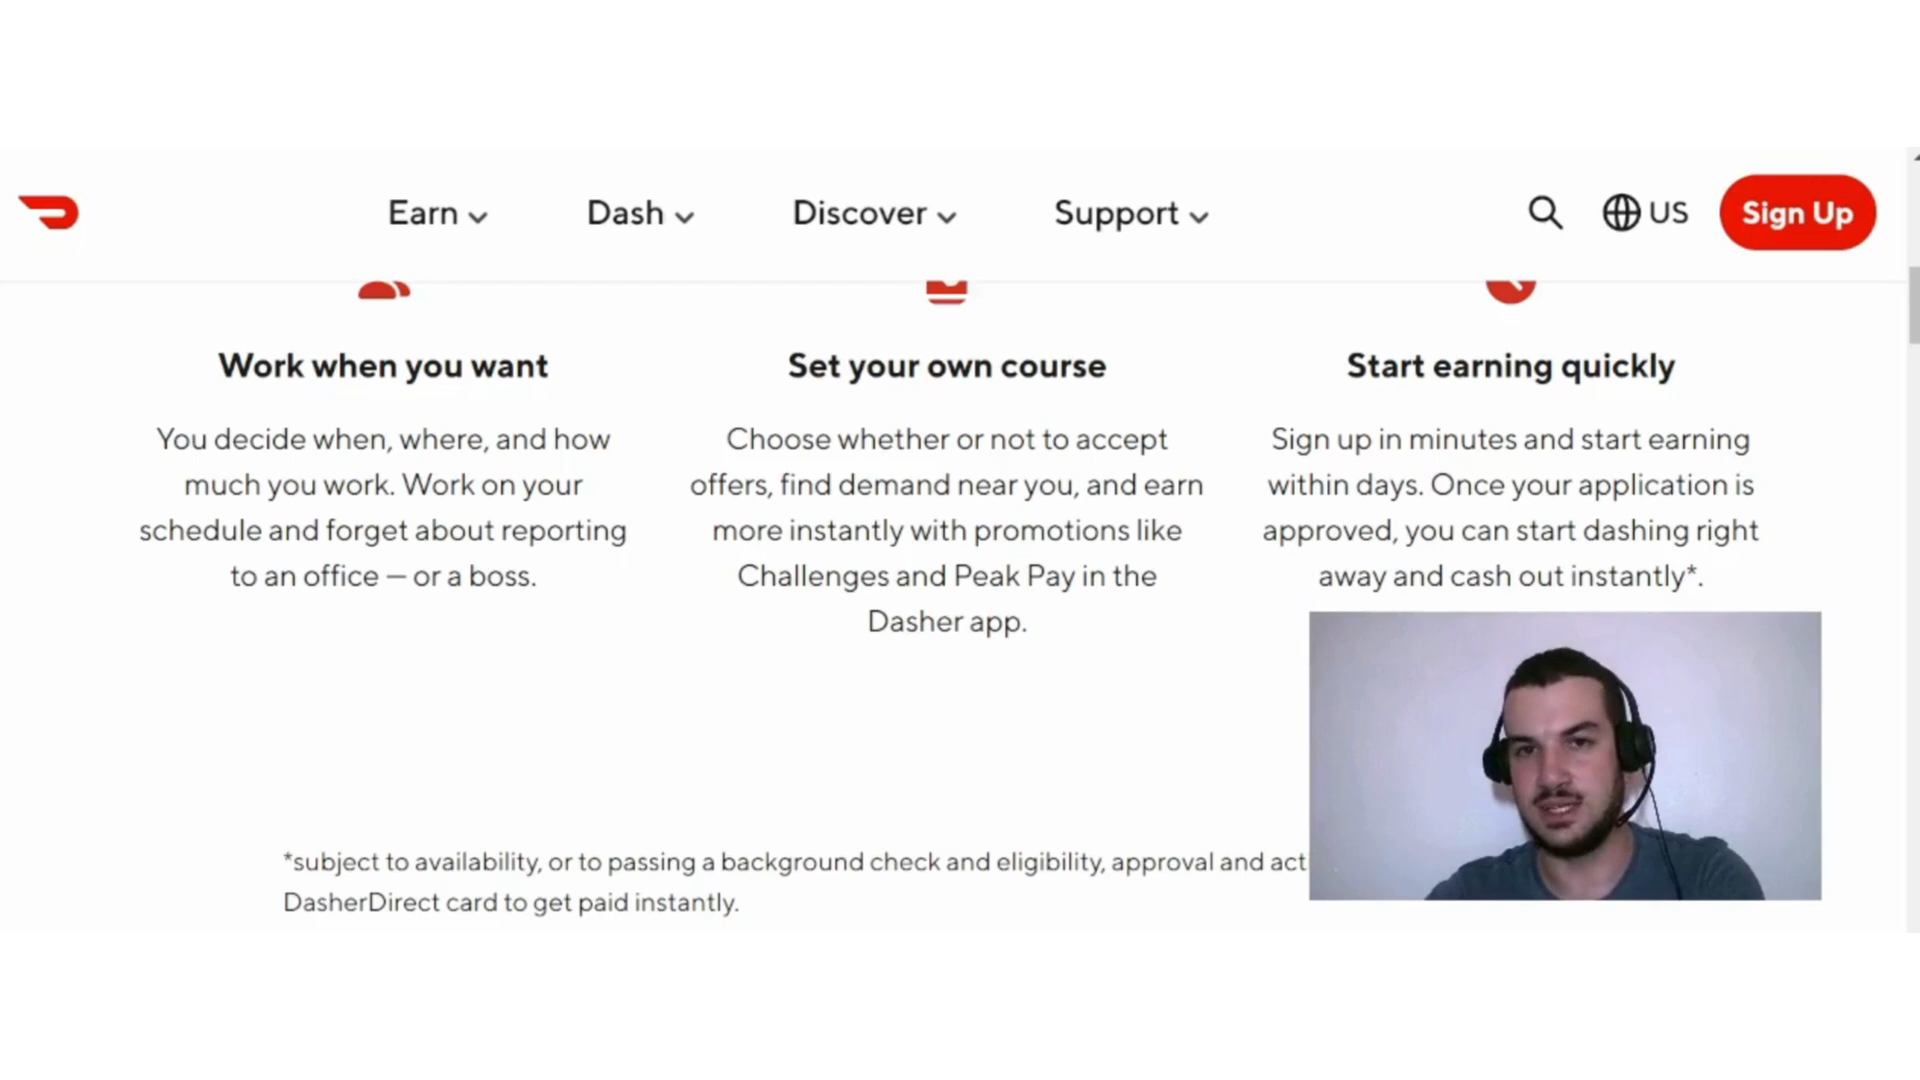 Earn
Dash
Discover
Support
US
Sign Up
Work when you want
You decide when, where, and how
much you work. Work on your
schedule and forget about reporting
to an office — or a boss.
Set your own course
Choose whether or not to accept
offers, find demand near you, and earn
more instantly with promotions like
Challenges and Peak Pay in the
Dasher app.
Start earning quickly
Sign up in minutes and start earning
within days. Once your application is
approved, you can start dashing right
away and cash out instantly*.
*subject to availability, or to passing a background check and eligibility, approval and
DasherDirect card to get paid instantly.